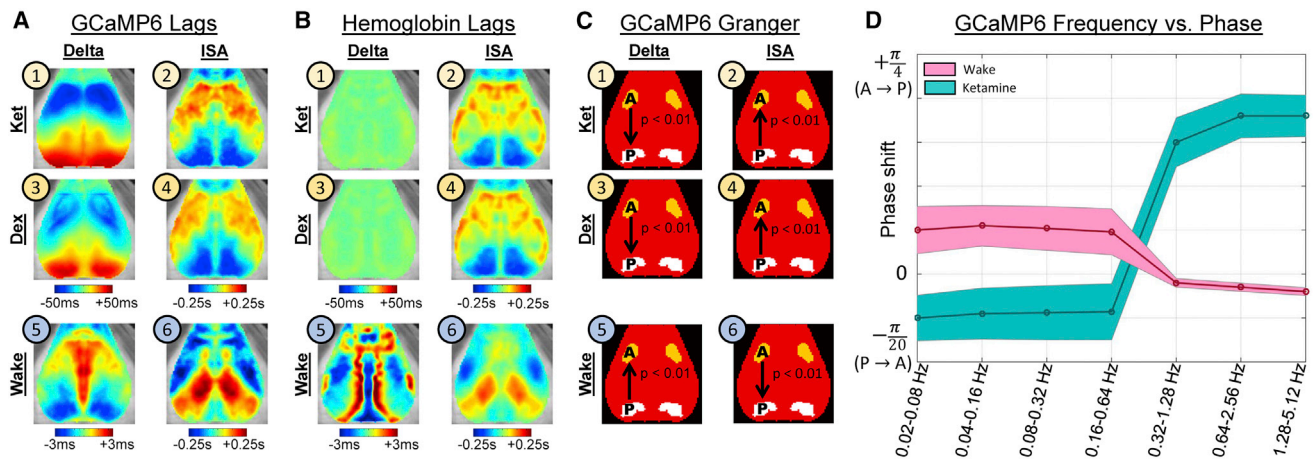 A GCaMP6 Lags
Delta ISA
Ket 1 2
Dex 3 4
-50ms +50ms -0.25s +0.25s
Wake 5 6
-3ms +3ms -0.25s +0.25s
B Hemoglobin Lags
Delta ISA
Ket 1 2
Dex 3 4
-50ms +50ms -0.25s +0.25s
Wake 5 6
-3ms +3ms -0.25s +0.25s
C GCaMP6 Granger
Delta ISA
Ket 1 A p < 0.01 P 2 A p < 0.01 P
Dex 3 A p < 0.01 P 4 A p < 0.01 P
Wake 5 A p < 0.01 P 6 A p < 0.01 P
D GCaMP6 Frequency vs. Phase
Wake
Ketamine
+π/4
(A → P)
Phase shift
0
-π/20
(P → A)
0.02-0.08 Hz
0.04-0.16 Hz
0.08-0.32 Hz
0.16-0.64 Hz
0.32-1.28 Hz
0.64-2.56 Hz
1.28-5.12 Hz